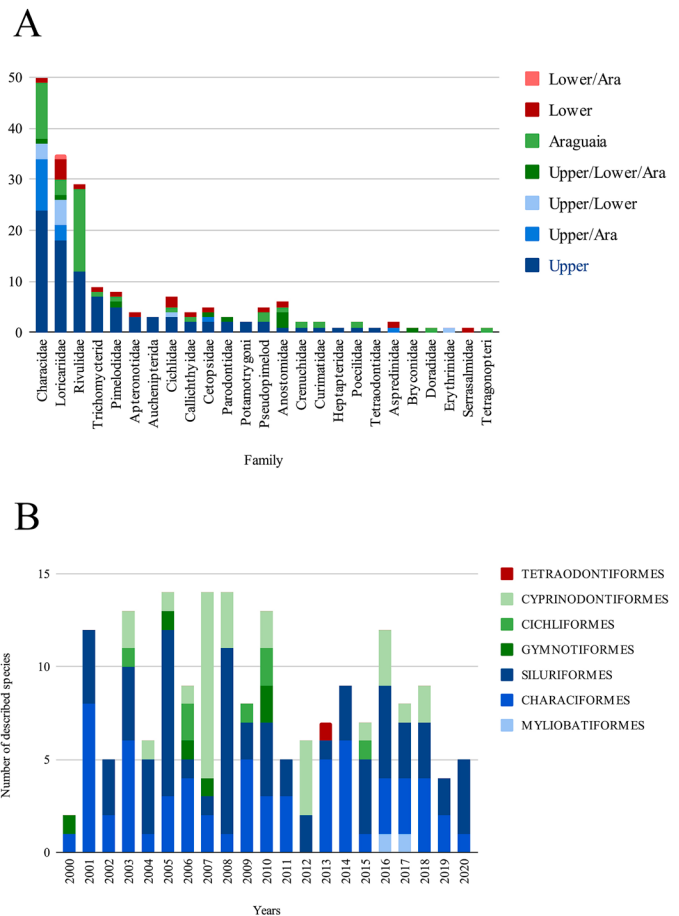 A
50
40
30
20
10
0
Lower/Ara
Lower
Araguaia
Upper/Lower/Ara
Upper/Lower
Upper/Ara
Upper
Characidae
Loricariidae
Rivulidae
Trichomycterid
Pimelodidae
Apteronotidae
Auchenipterida
Cichlidae
Callichthyidae
Cetopsidae
Parodontidae
Potamotrygoni
Pseudopimelod
Anostomidae
Crenuchidae
Curimatidae
Heptapteridae
Poeciliidae
Tetraodontidae
Aspredinidae
Bryconidae
Doradidae
Erythrinidae
Serrasalmidae
Tetragonopteri
Family
B
Number of described species
15
10
5
0
TETRAODONTIFORMES
CYPRINODONTIFORMES
CICHLIFORMES
GYMNOTIFORMES
SILURIFORMES
CHARACIFORMES
MYLIOBATIFORMES
2000
2001
2002
2003
2004
2005
2006
2007
2008
2009
2010
2011
2012
2013
2014
2015
2016
2017
2018
2019
2020
Years